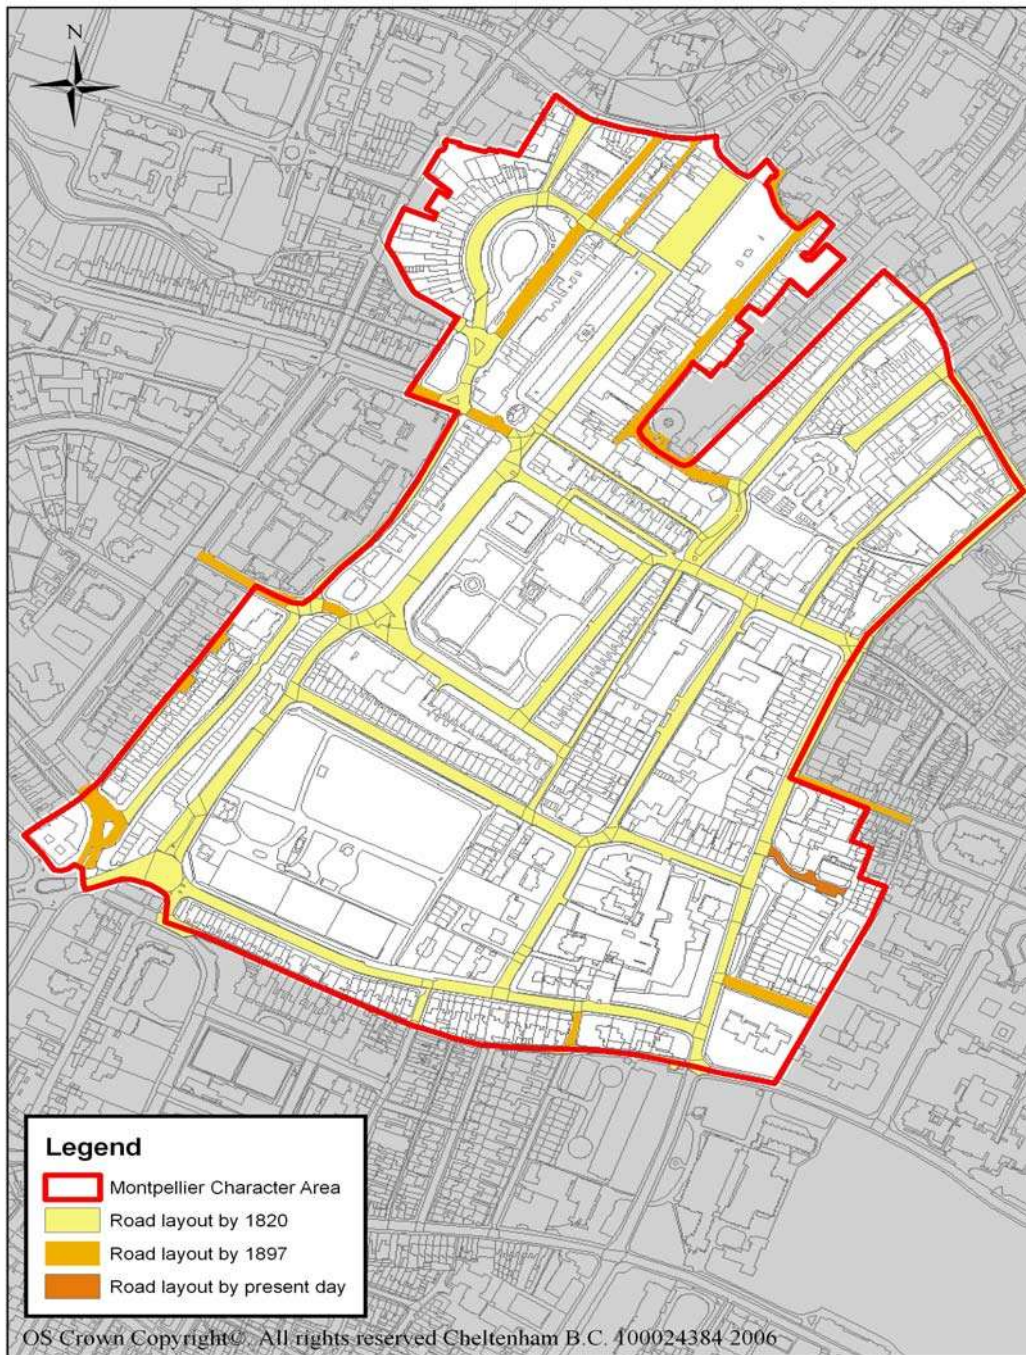 N
Legend
Montpellier Character Area
Road layout by 1820
Road layout by 1897
Road layout by present day
OS Crown Copyright©. All rights reserved Cheltenham B.C. 100024384 2006